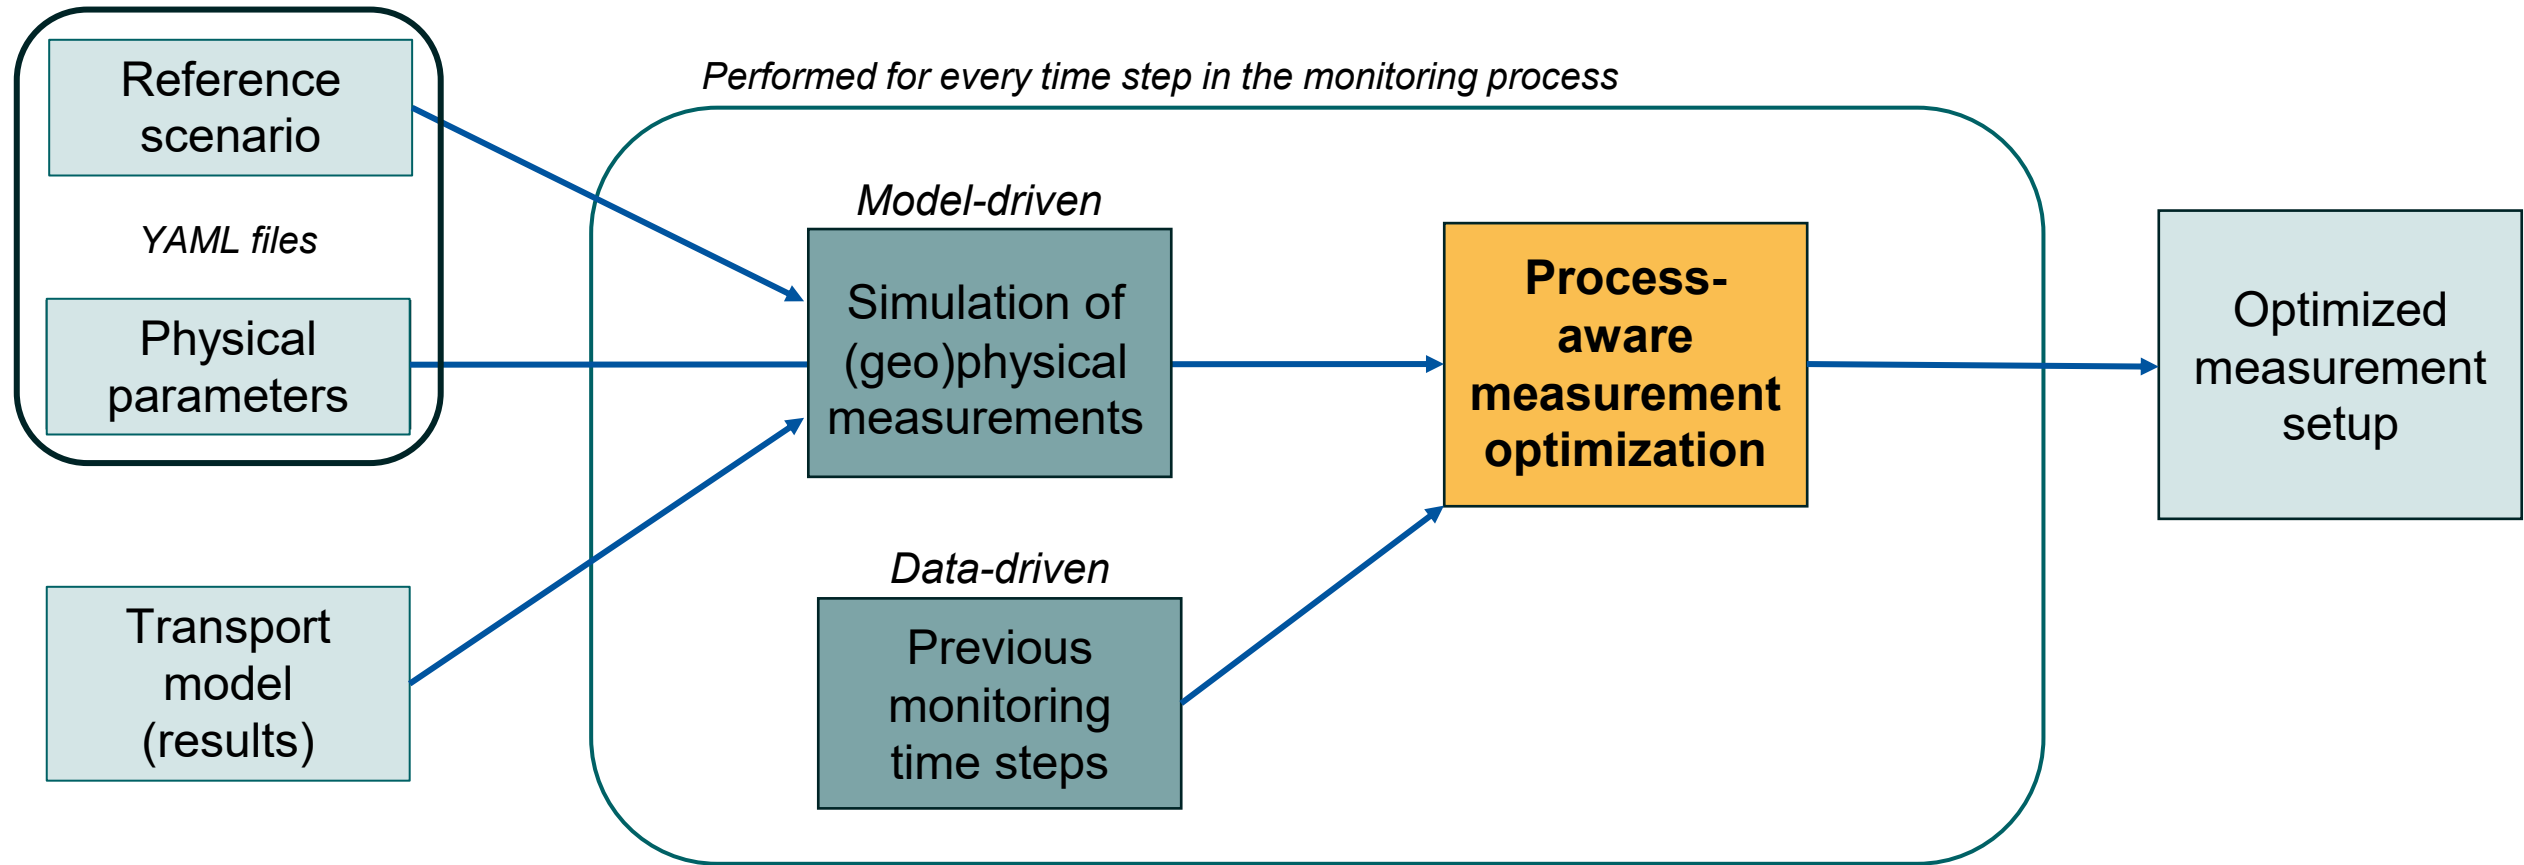 Reference
scenario
YAML files
Physical
parameters
Transport
model
(results)
Performed for every time step in the monitoring process
Model-driven
Simulation of
(geo)physical
measurements
Data-driven
Previous
monitoring
time steps
Process-
aware
measurement
optimization
Optimized
measurement
setup